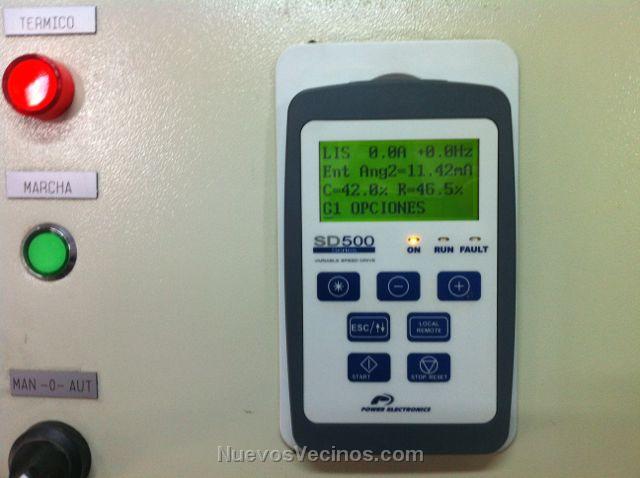 TERMICO
MARCHA
MAN -0- AUT
LIS 0.0A +0.0Hz
Ent Ang2=11.42mA
C=42.0% R=46.5%
G1 OPCIONES
SD500
VARIABLE SPEED DRIVE
ON RUN FAULT
ESC/
LOCAL
REMOTE
START
STOP RESET
POWER ELECTRONICS
NuevosVecinos.com